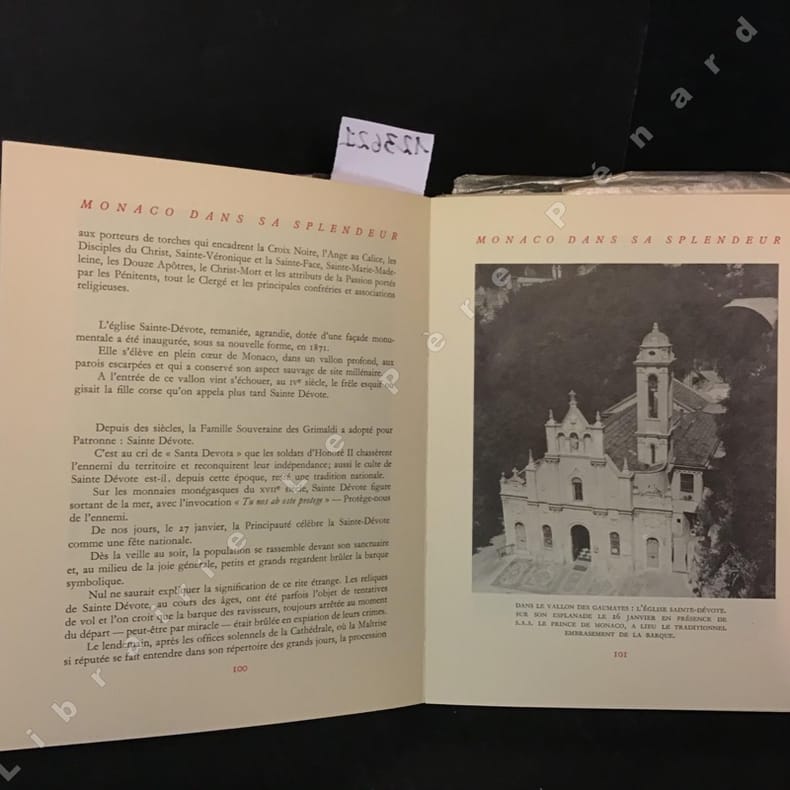 123621
MONACO DANS SA SPLENDEUR
aux porteurs de torches qui encadrent la Croix Noire, l'Ange au Calice, les
Disciples du Christ, Sainte-Véronique et la Sainte-Face, Sainte-Marie-Made-
leine, les Douze Apôtres, le Christ-Mort et les attributs de la Passion portés
par les Pénitents, tout le Clergé et les principales confréries et associations
religieuses.
L'église Sainte-Dévote, remaniée, agrandie, dotée d'une façade monu-
mentale a été inaugurée, sous sa nouvelle forme, en 1871.
Elle s'élève en plein cœur de Monaco, dans un vallon profond, aux
parois escarpées et qui a conservé son aspect sauvage de site millénaire.
A l'entrée de ce vallon vint s'échouer, au IVe siècle, le frêle esquif où
gisait la fille corse qu'on appela plus tard Sainte Dévote.
Depuis des siècles, la Famille Souveraine des Grimaldi a adopté pour
Patronne : Sainte Dévote.
C'est au cri de « Santa Devota » que les soldats d'Honoré II chassèrent
l'ennemi du territoire et reconquirent leur indépendance; aussi le culte de
Sainte Dévote est-il, depuis cette époque, resté une tradition nationale.
Sur les monnaies monégasques du XVIIe siècle, Sainte Dévote figure
sortant de la mer, avec l'invocation « Tu nos ab oste protege » — Protège-nous
de l'ennemi.
De nos jours, le 27 janvier, la Principauté célèbre la Sainte-Dévote
comme une fête nationale.
Dès la veille au soir, la population se rassemble devant son sanctuaire
et, au milieu de la joie générale, petits et grands regardent brûler la barque
symbolique.
Nul ne saurait expliquer la signification de ce rite étrange. Les reliques
de Sainte Dévote, au cours des âges, ont été parfois l'objet de tentatives
de vol et l'on croit que la barque des ravisseurs, toujours arrêtée au moment
du départ — peut-être par miracle — était brûlée en expiation de leurs crimes.
Le lendemain, après les offices solennels de la Cathédrale, où la Maîtrise
si réputée se fait entendre dans son répertoire des grands jours, la procession
100
MONACO DANS SA SPLENDEUR
DANS LE VALLON DES GAUMATES : L'ÉGLISE SAINTE-DÉVOTE.
SUR SON ESPLANADE LE 26 JANVIER EN PRÉSENCE DE
S.A.S. LE PRINCE DE MONACO, A LIEU LE TRADITIONNEL
EMBRASEMENT DE LA BARQUE.
101
Librairie Le Père Pénard